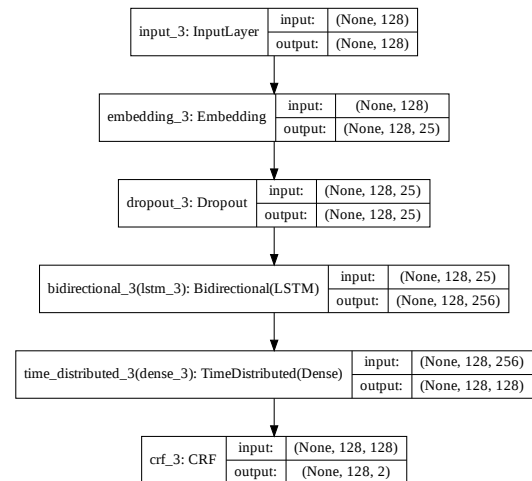 input_3: InputLayer
input: (None, 128)
output: (None, 128)
embedding_3: Embedding
input: (None, 128)
output: (None, 128, 25)
dropout_3: Dropout
input: (None, 128, 25)
output: (None, 128, 25)
bidirectional_3(lstm_3): Bidirectional(LSTM)
input: (None, 128, 25)
output: (None, 128, 256)
time_distributed_3(dense_3): TimeDistributed(Dense)
input: (None, 128, 256)
output: (None, 128, 128)
crf_3: CRF
input: (None, 128, 128)
output: (None, 128, 2)